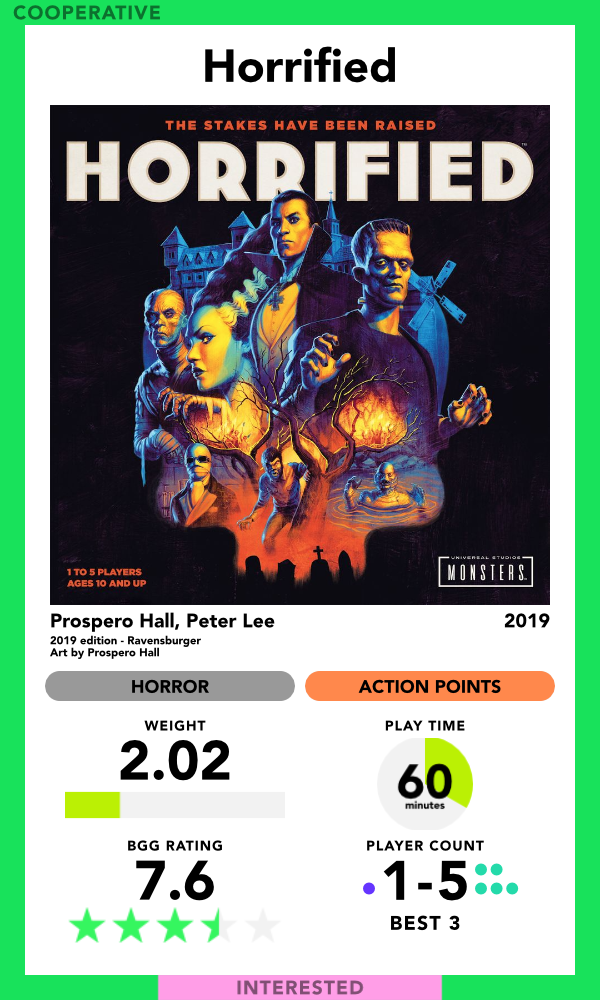 COOPERATIVE
Horrified
THE STAKES HAVE BEEN RAISED
HORRIFIED™
1 TO 5 PLAYERS
AGES 10 AND UP
UNIVERSAL STUDIOS
MONSTERS
Prospero Hall, Peter Lee
2019
2019 edition - Ravensburger
Art by Prospero Hall
HORROR
ACTION POINTS
WEIGHT
2.02
PLAY TIME
60
minutes
BGG RATING
7.6
PLAYER COUNT
1-5
BEST 3
INTERESTED